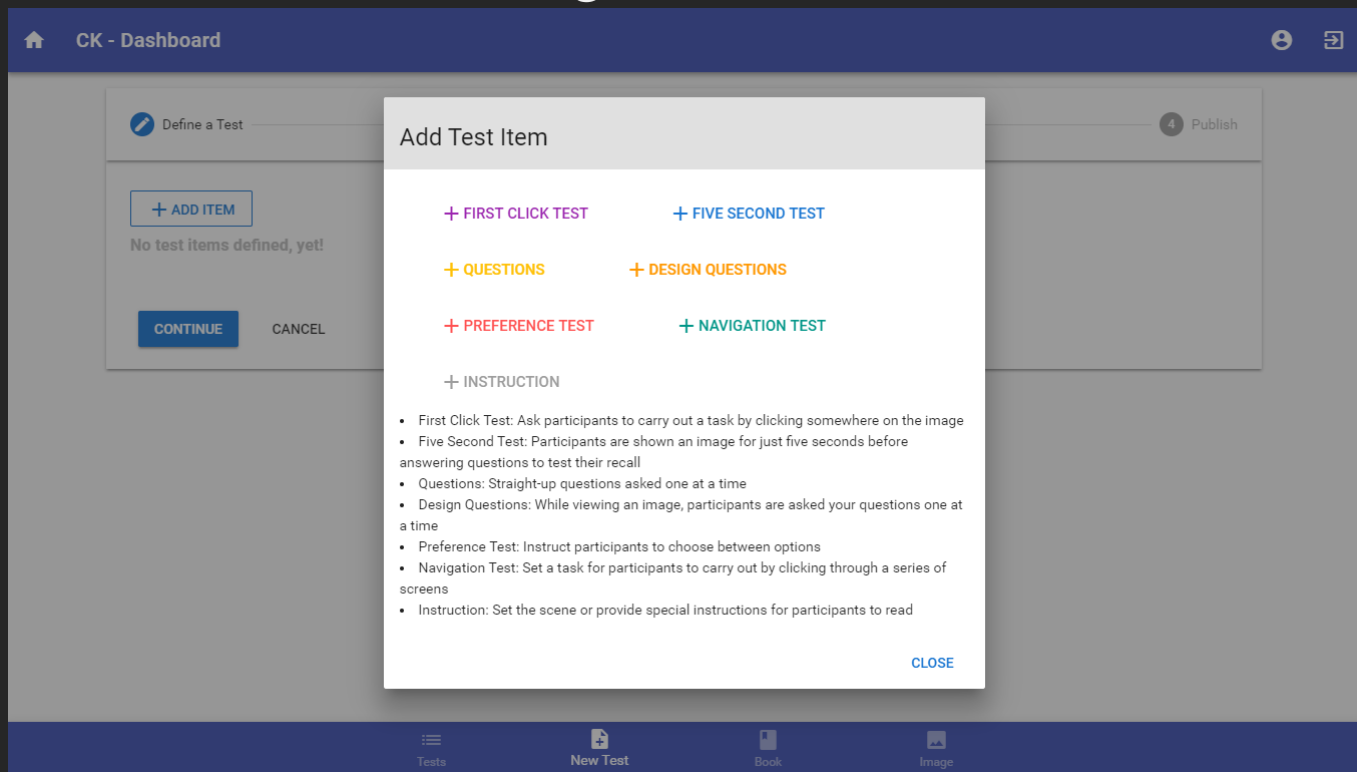 CK - Dashboard
Define a Test
4 Publish
+ ADD ITEM
No test items defined, yet!
CONTINUE CANCEL
Add Test Item
+ FIRST CLICK TEST + FIVE SECOND TEST
+ QUESTIONS + DESIGN QUESTIONS
+ PREFERENCE TEST + NAVIGATION TEST
+ INSTRUCTION
• First Click Test: Ask participants to carry out a task by clicking somewhere on the image
• Five Second Test: Participants are shown an image for just five seconds before
answering questions to test their recall
• Questions: Straight-up questions asked one at a time
• Design Questions: While viewing an image, participants are asked your questions one at
a time
• Preference Test: Instruct participants to choose between options
• Navigation Test: Set a task for participants to carry out by clicking through a series of
screens
• Instruction: Set the scene or provide special instructions for participants to read
CLOSE
Tests New Test Book Image